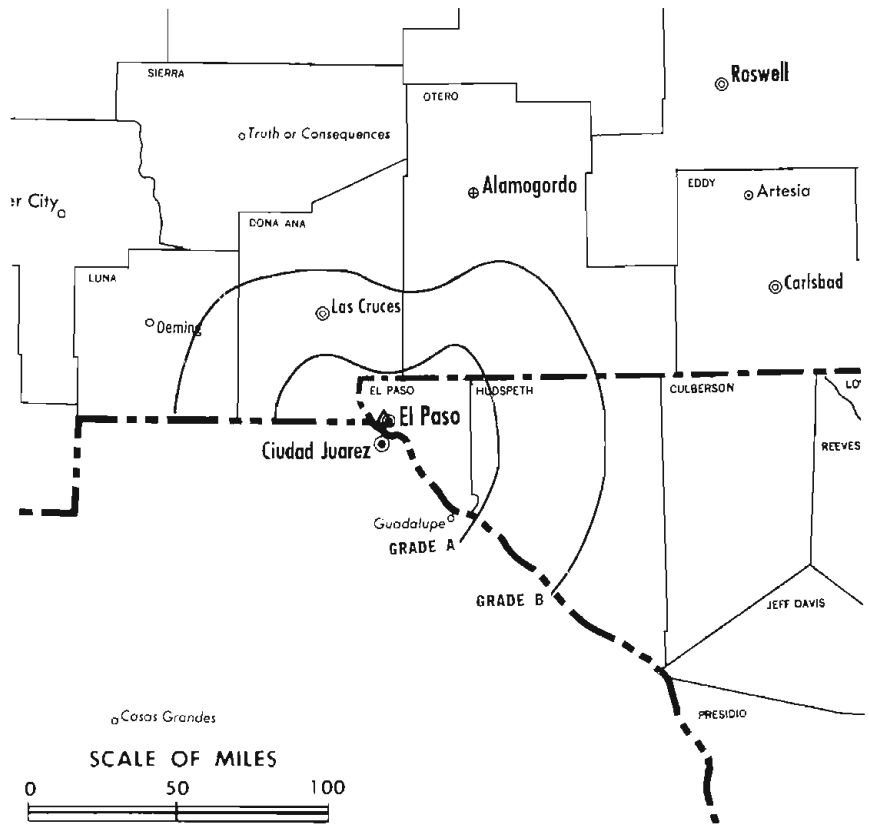 SIERRA
Roswell
OTERO
Truth or Consequences
Alamogordo
EDDY
Artesia
er City
DONA ANA
LUNA
Carlsbad
Las Cruces
Deming
EL PASO
HUDSPETH
CULBERSON
LO
El Paso
Ciudad Juarez
REEVES
Guadalupe
GRADE A
GRADE B
JEFF DAVIS
PRESIDIO
Casas Grandes
SCALE OF MILES
0 50 100